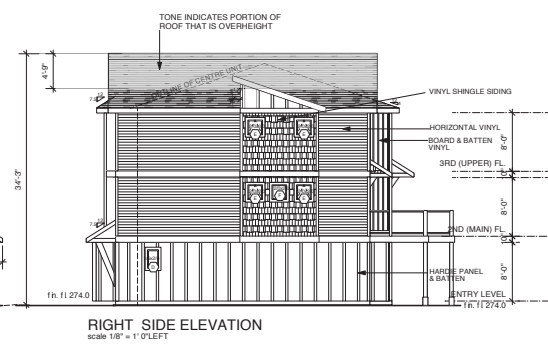 TONE INDICATES PORTION OF
ROOF THAT IS OVERHEIGHT
4'-9"
OUTLINE OF CENTRE UNIT
VINYL SHINGLE SIDING
HORIZONTAL VINYL
BOARD & BATTEN
VINYL
8'-0"
3RD (UPPER) FL.
34'-3"
8'-0"
2ND (MAIN) FL.
HARDIE PANEL
& BATTEN
8'-0"
fin. fl. 274.0
ENTRY LEVEL
fin. fl. 274.0
RIGHT SIDE ELEVATION
scale 1/8" = 1' 0"LEFT